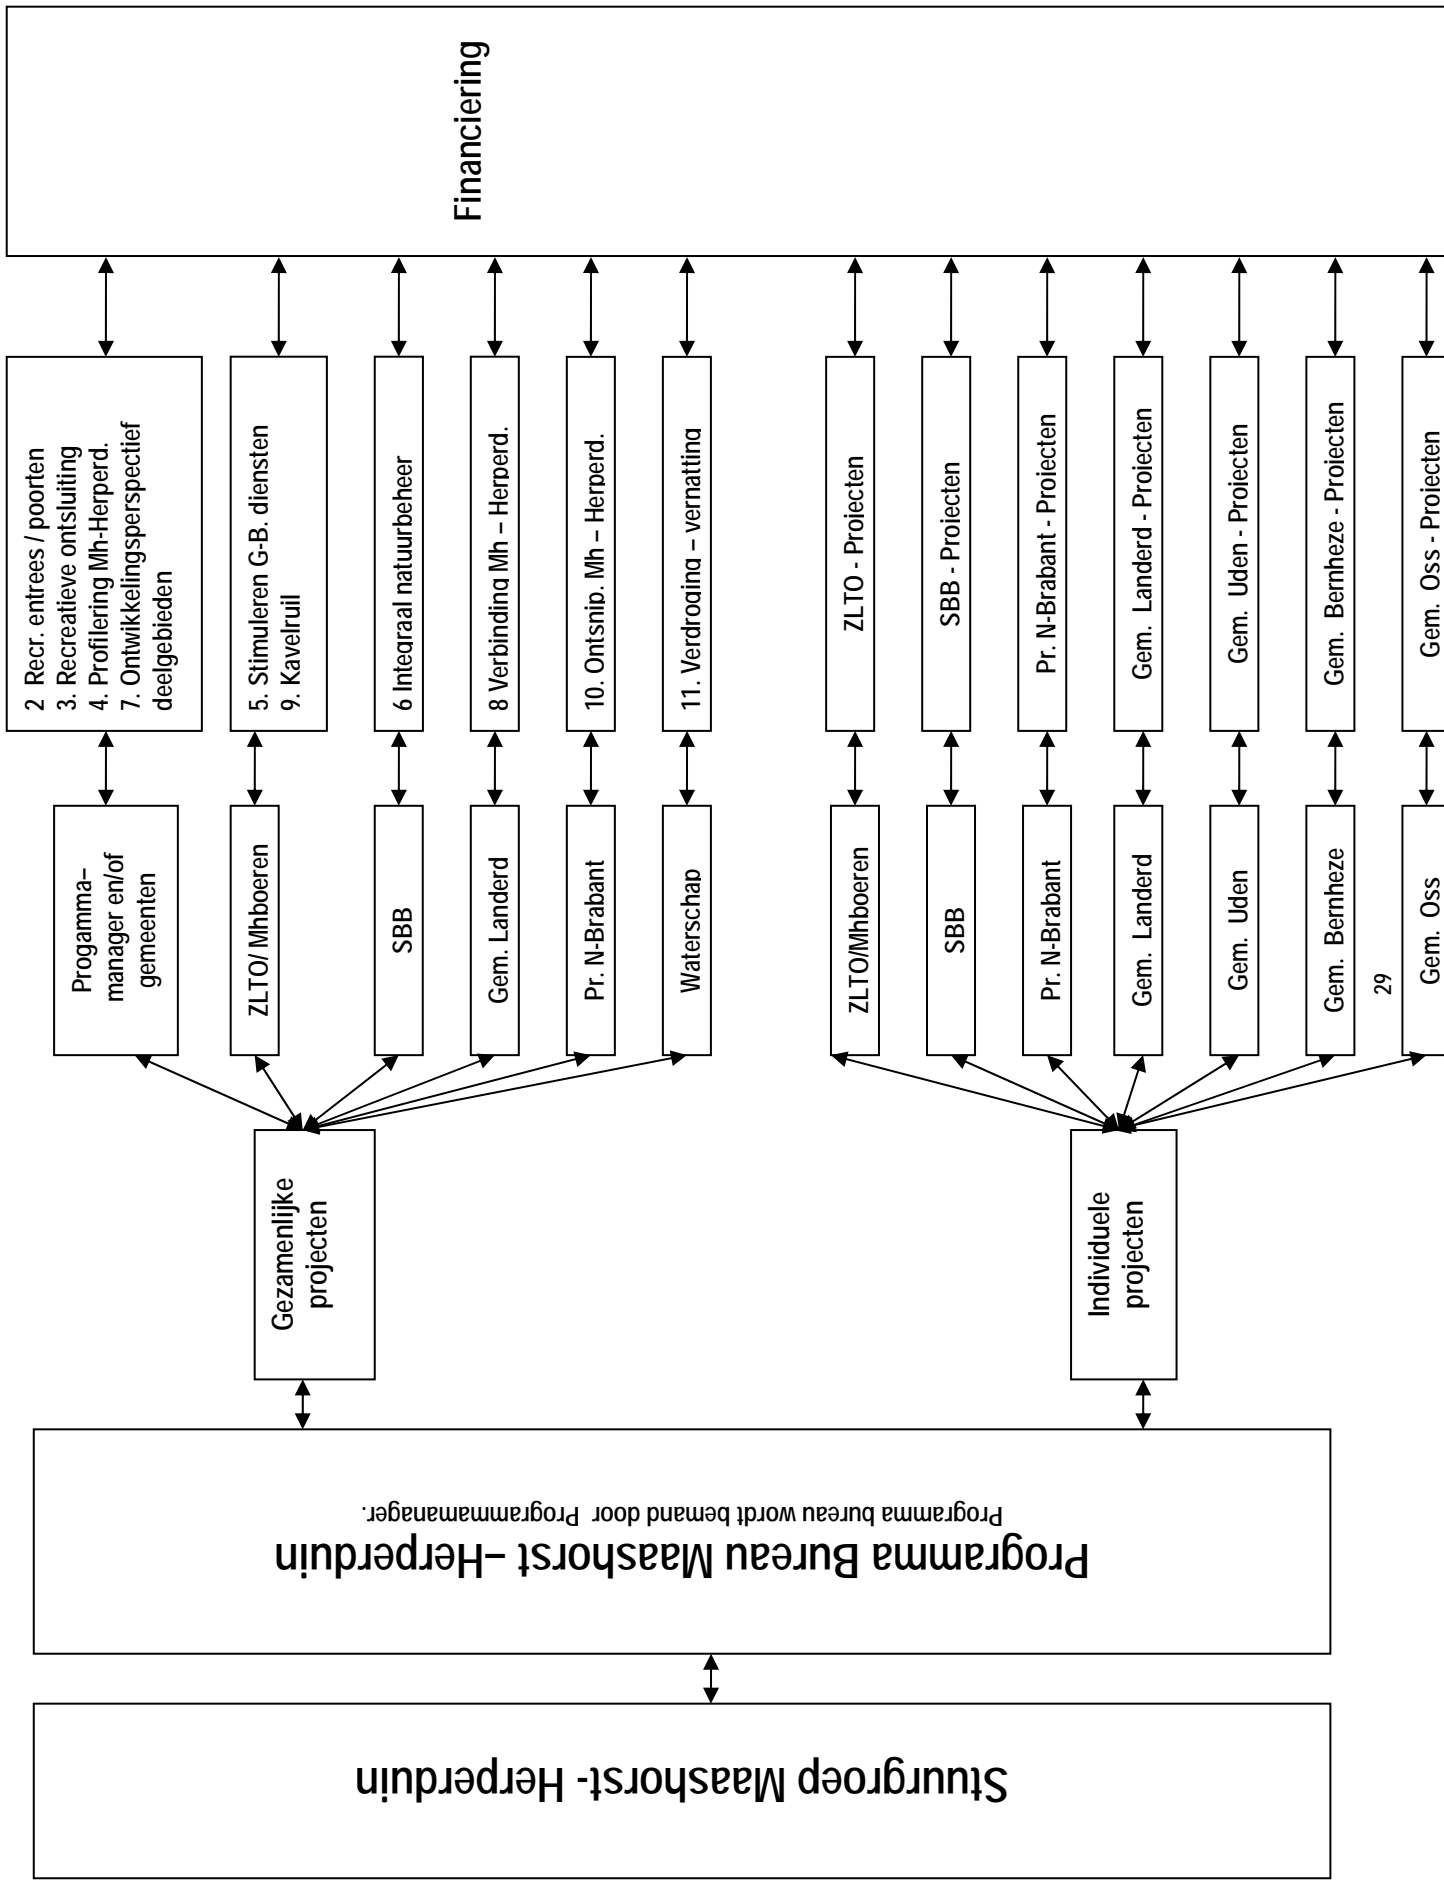 Stuurgroep Maashorst- Herperduin
Programma Bureau Maashorst –Herperduin
Programma bureau wordt bemand door Programmamanager.
Gezamenlijke
projecten
Individuele
projecten
Progamma–
manager en/of
gemeenten
ZLTO/ Mhboeren
SBB
Gem. Landerd
Pr. N-Brabant
Waterschap
ZLTO/Mhboeren
SBB
Pr. N-Brabant
Gem. Landerd
Gem. Uden
Gem. Bernheze
Gem. Oss
2 Recr. entrees / poorten
3. Recreatieve ontsluiting
4. Profilering Mh-Herperd.
7. Ontwikkelingsperspectief
deelgebieden
5. Stimuleren G-B. diensten
9. Kavelruil
6 Integraal natuurbeheer
8 Verbinding Mh – Herperd.
10. Ontsnip. Mh – Herperd.
11. Verdroging – vernatting
ZLTO - Projecten
SBB - Projecten
Pr. N-Brabant - Projecten
Gem. Landerd - Projecten
Gem. Uden - Projecten
Gem. Bernheze - Projecten
Gem. Oss - Projecten
Financiering
29